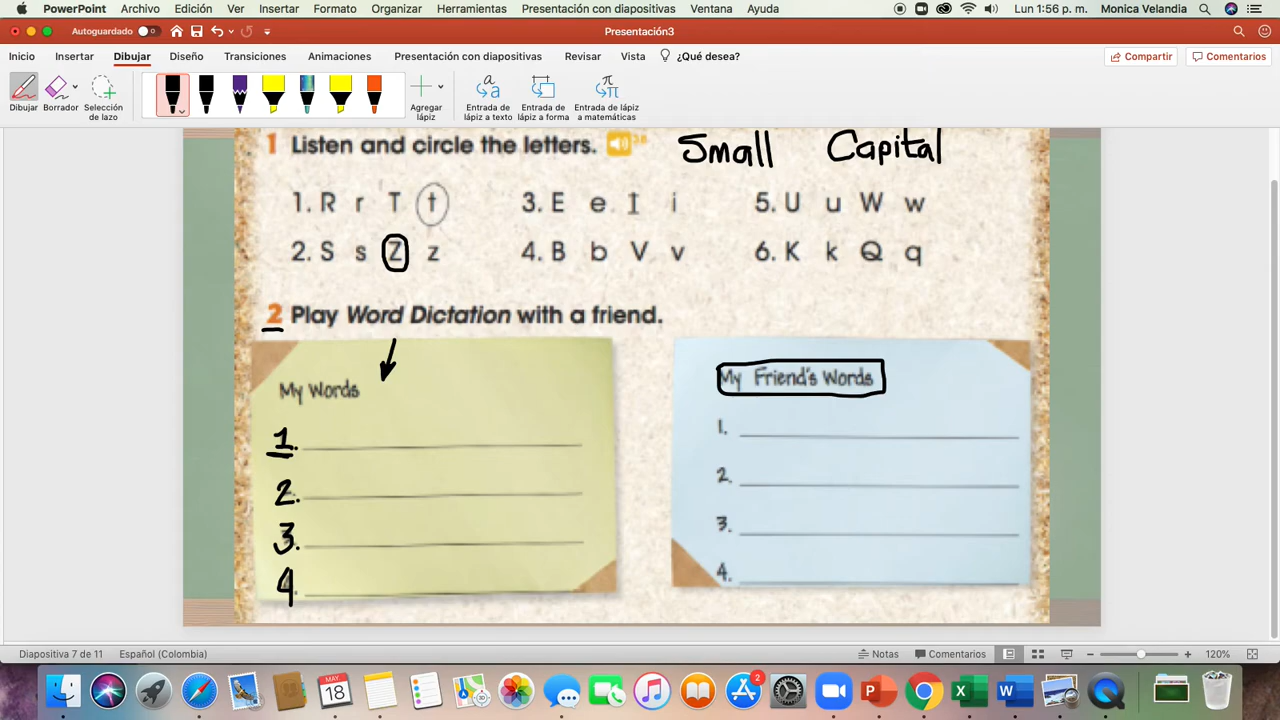 PowerPoint Archivo Edición Ver Insertar Formato Organizar Herramientas Presentación con diapositivas Ventana Ayuda Lun 1:56 p. m. Monica Velandia
Autoguardado Presentación3
Inicio Insertar Dibujar Diseño Transiciones Animaciones Presentación con diapositivas Revisar Vista ¿Qué desea? Compartir Comentarios
Dibujar Borrador Selección de lazo Agregar lápiz Entrada de lápiz a texto Entrada de lápiz a forma Entrada de lápiz a matemáticas
1 Listen and circle the letters. Small Capital
1. R r T t 3. E e I i 5. U u W w
2. S s Z z 4. B b V v 6. K k Q q
2 Play Word Dictation with a friend.
My Words
1.
2.
3.
4
My Friend's Words
1.
2.
3.
4.
Diapositiva 7 de 11 Español (Colombia) Notas Comentarios 120%
MAY
18
2